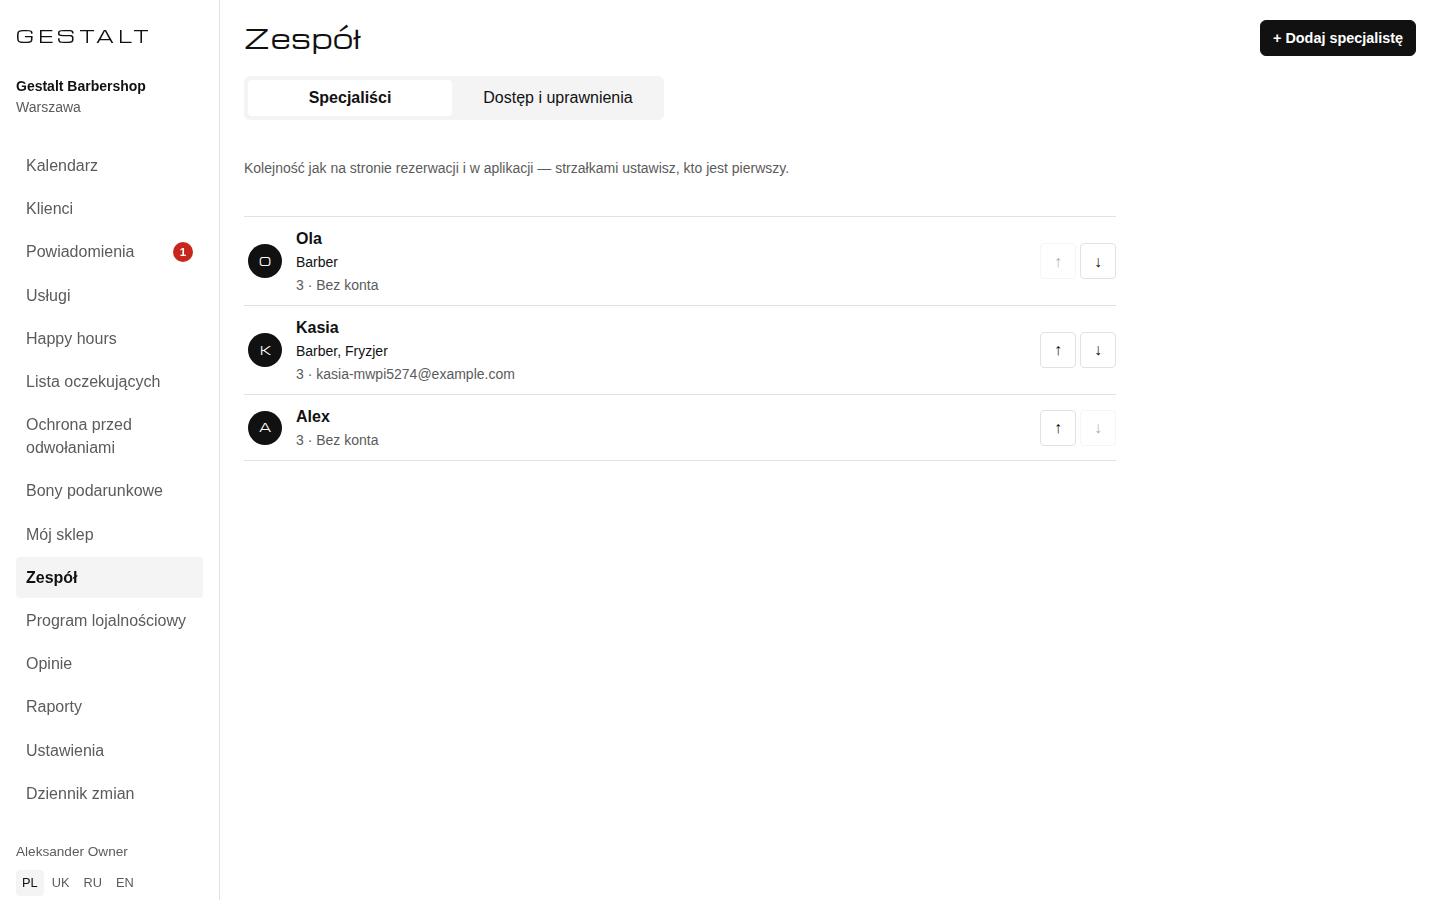 GESTALT
Gestalt Barbershop
Warszawa
Kalendarz
Klienci
Powiadomienia 1
Usługi
Happy hours
Lista oczekujących
Ochrona przed
odwołaniami
Bony podarunkowe
Mój sklep
Zespół
Program lojalnościowy
Opinie
Raporty
Ustawienia
Dziennik zmian
Aleksander Owner
PL UK RU EN
Zespół
+ Dodaj specjalistę
Specjaliści Dostęp i uprawnienia
Kolejność jak na stronie rezerwacji i w aplikacji — strzałkami ustawisz, kto jest pierwszy.
O
Ola
Barber
3 · Bez konta
↑ ↓
K
Kasia
Barber, Fryzjer
3 · kasia-mwpi5274@example.com
↑ ↓
A
Alex
3 · Bez konta
↑ ↓